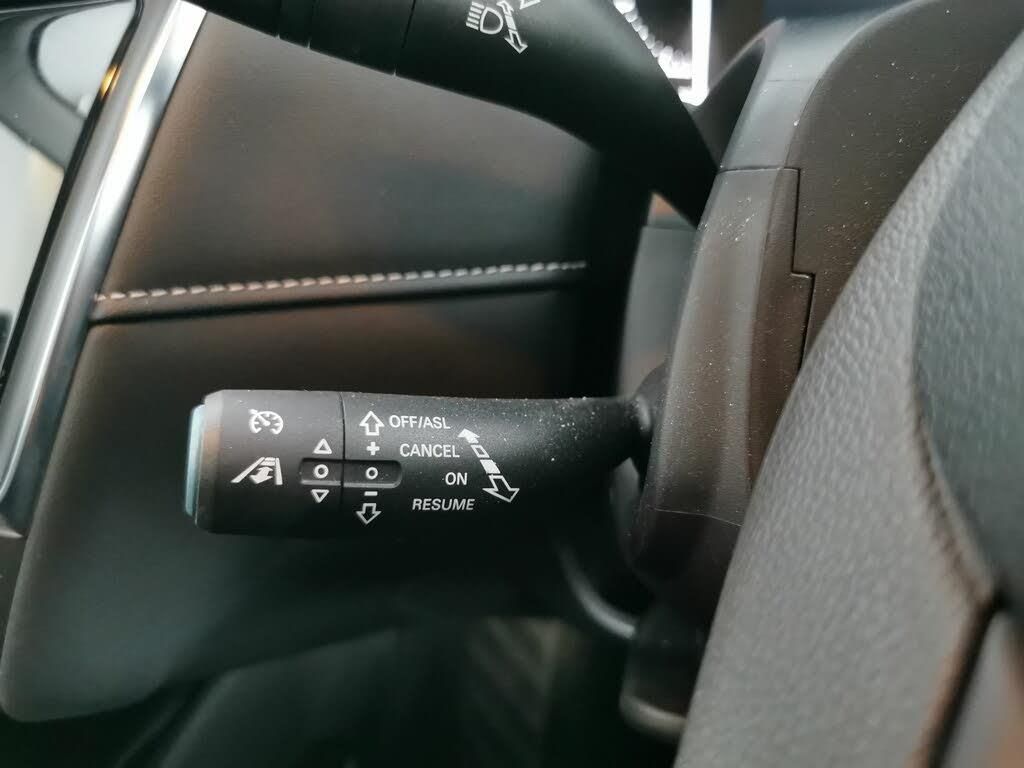 OFF/ASL
+
CANCEL
O
O
ON
–
RESUME